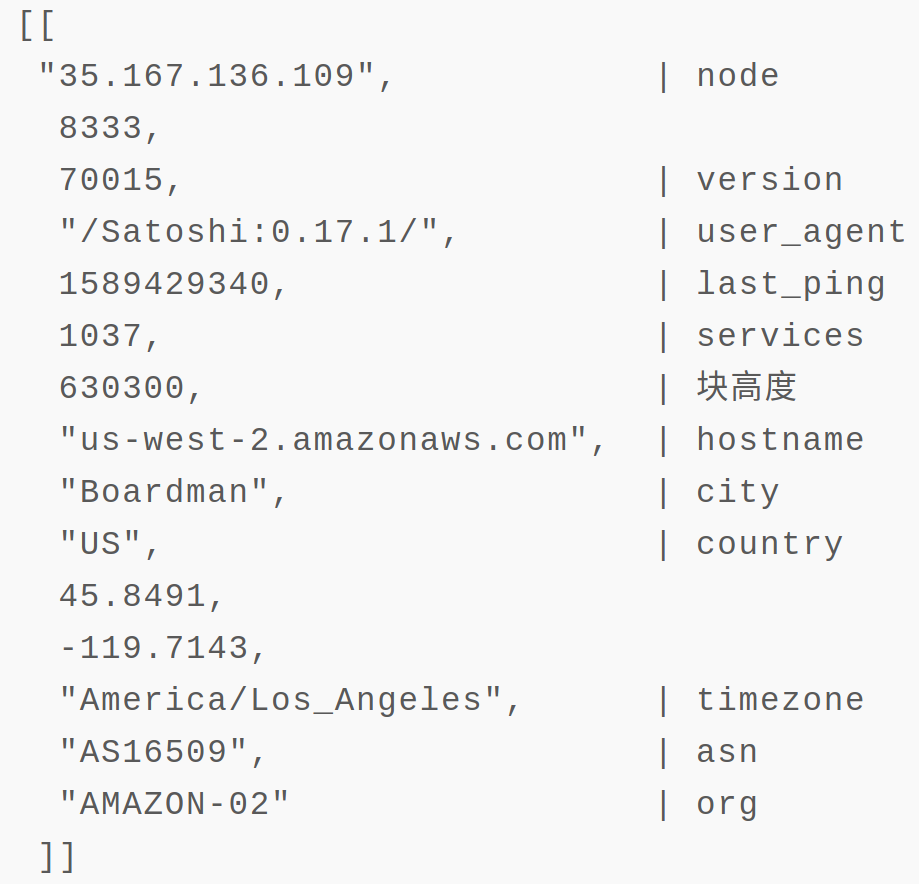 [[
"35.167.136.109", | node
8333,
70015, | version
"/Satoshi:0.17.1/", | user_agent
1589429340, | last_ping
1037, | services
630300, | 块高度
"us-west-2.amazonaws.com", | hostname
"Boardman", | city
"US", | country
45.8491,
-119.7143,
"America/Los_Angeles", | timezone
"AS16509", | asn
"AMAZON-02" | org
]]